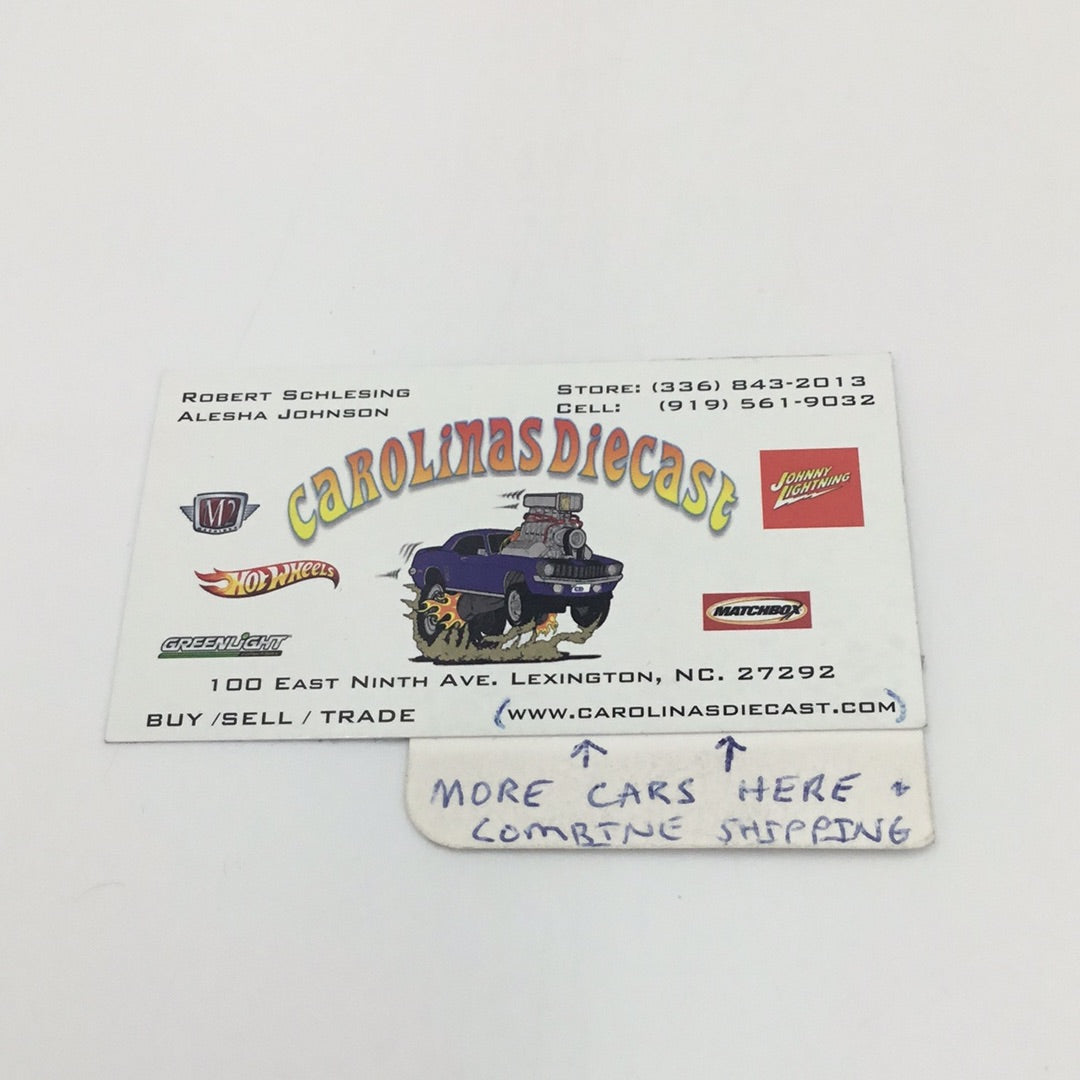 ROBERT SCHLESING
ALESHA JOHNSON
STORE: (336) 843-2013
CELL: (919) 561-9032
CAROLINAS DIECAST
M2
JOHNNY
LIGHTNING
HOT WHEELS
MATCHBOX
GREENLIGHT
100 EAST NINTH AVE. LEXINGTON, NC. 27292
BUY /SELL / TRADE
(WWW.CAROLINASDIECAST.COM)
MORE CARS HERE +
COMBINE SHIPPING